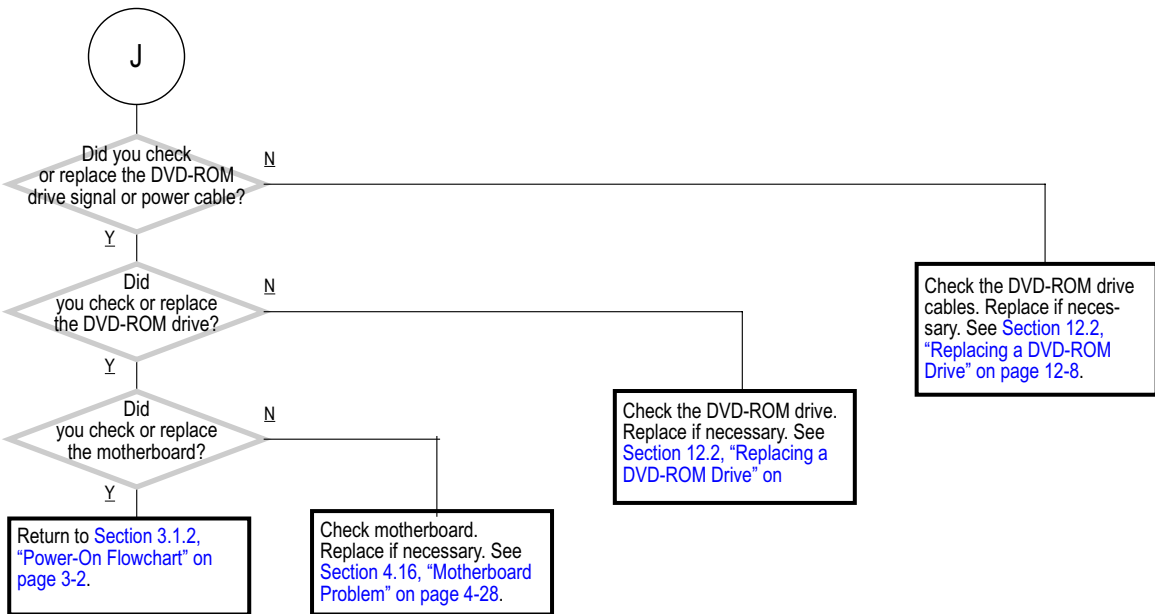 J
Did you check
or replace the DVD-ROM
drive signal or power cable?
N
Y
Did
you check or replace
the DVD-ROM drive?
N
Y
Did
you check or replace
the motherboard?
N
Y
Check the DVD-ROM drive
cables. Replace if neces-
sary. See Section 12.2,
“Replacing a DVD-ROM
Drive” on page 12-8.
Check the DVD-ROM drive.
Replace if necessary. See
Section 12.2, “Replacing a
DVD-ROM Drive” on
Check motherboard.
Replace if necessary. See
Section 4.16, “Motherboard
Problem” on page 4-28.
Return to Section 3.1.2,
“Power-On Flowchart” on
page 3-2.